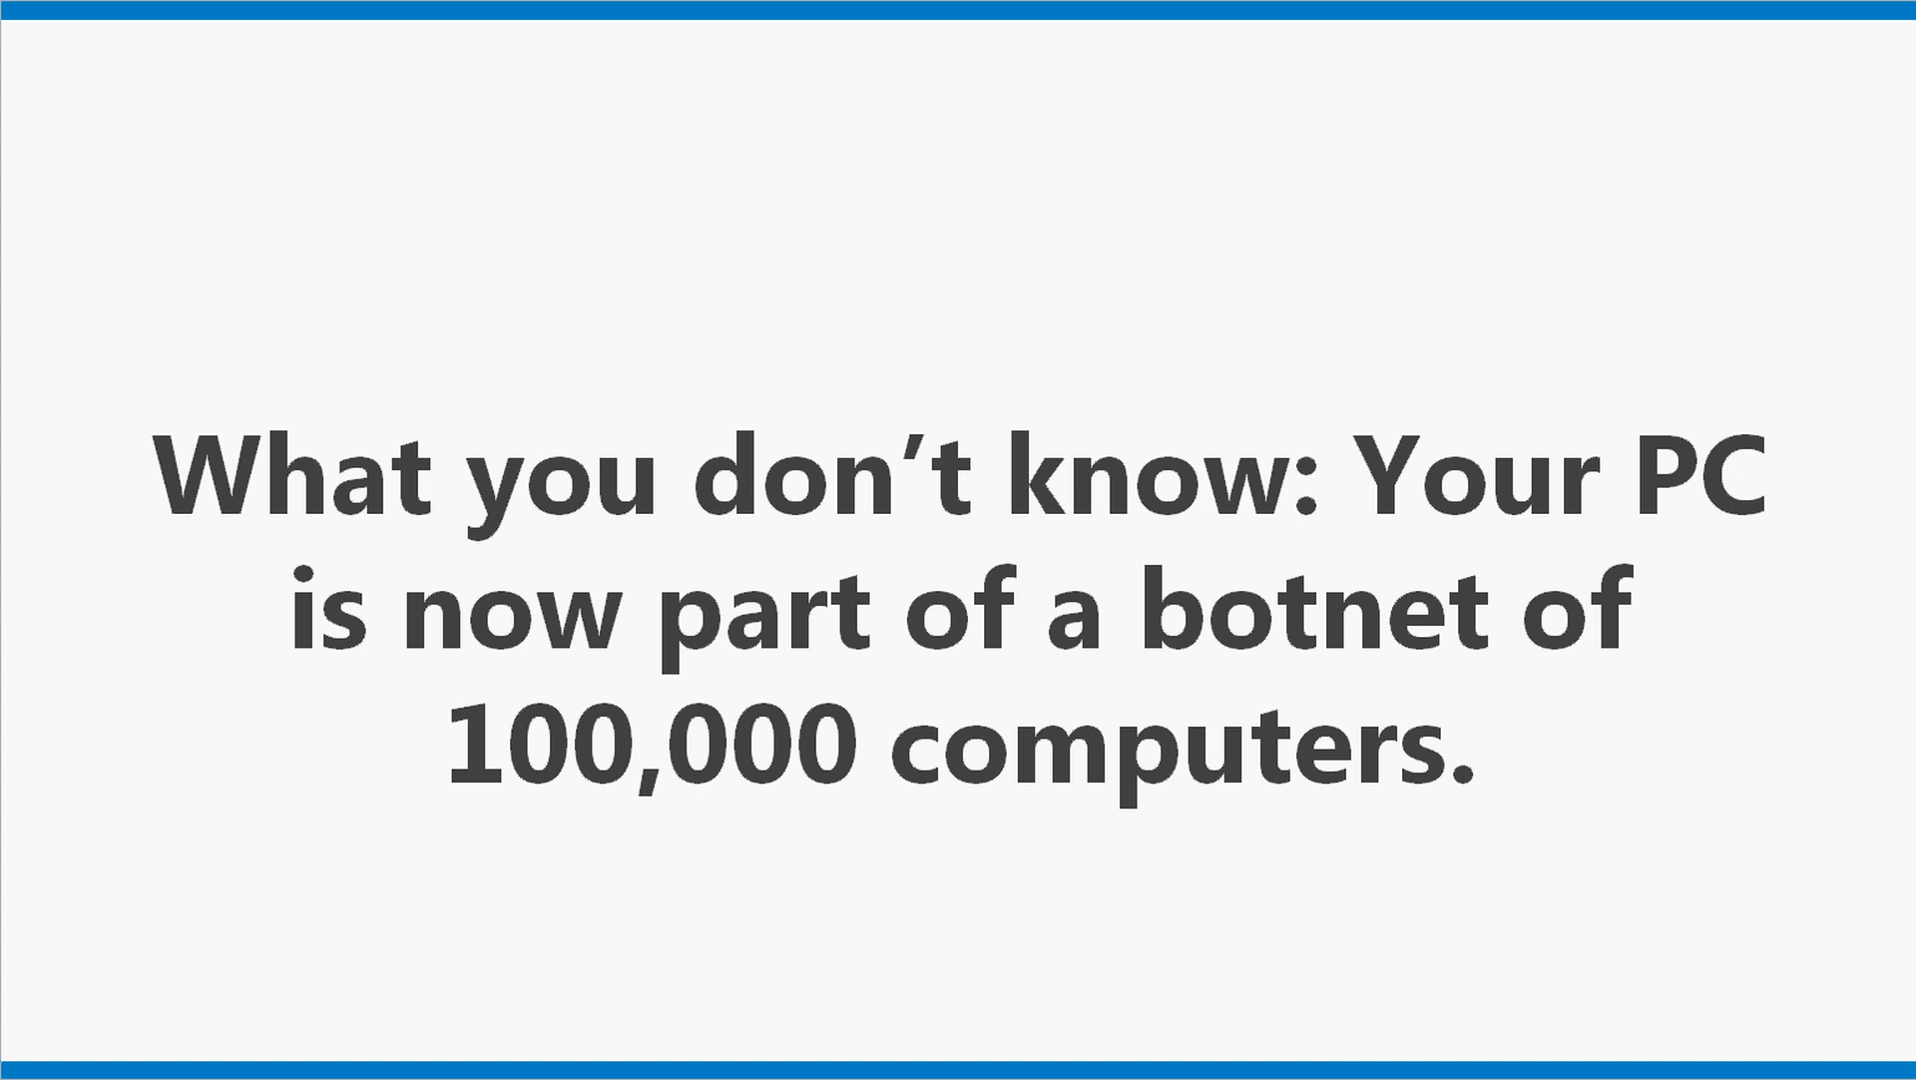 What you don’t know: Your PC
is now part of a botnet of
100,000 computers.